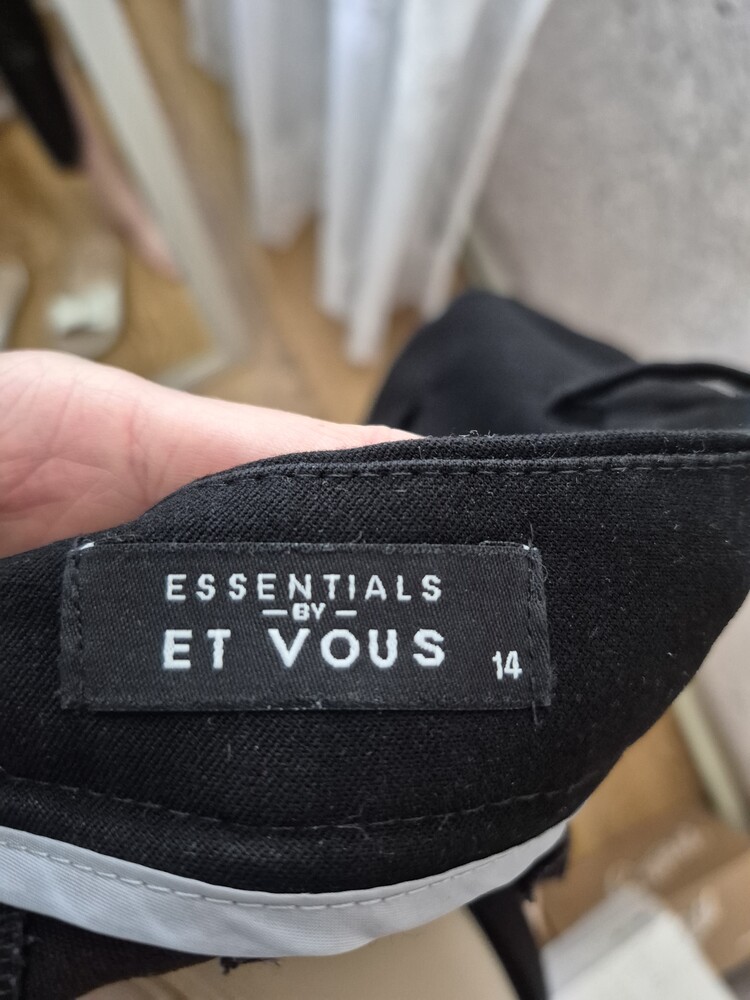 ESSENTIALS
— BY —
ET VOUS
14